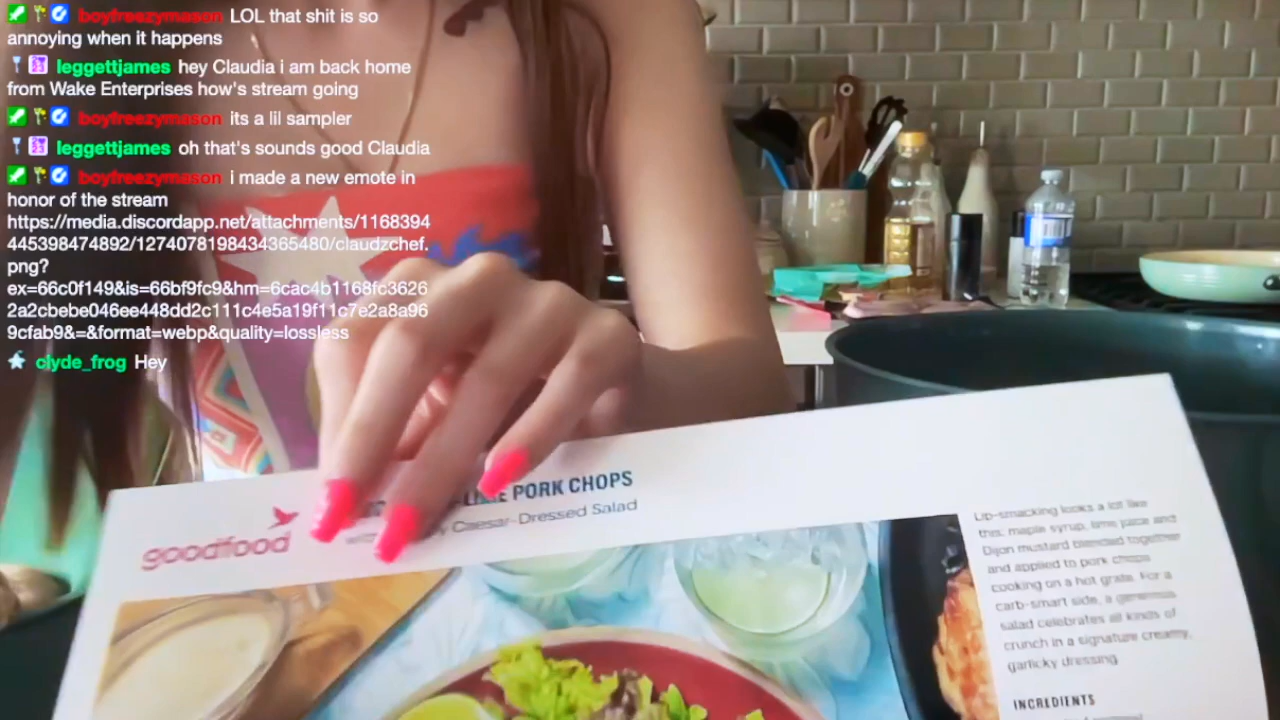 boyfreezymason LOL that shit is so
annoying when it happens
leggettjames hey Claudia i am back home
from Wake Enterprises how's stream going
boyfreezymason its a lil sampler
leggettjames oh that's sounds good Claudia
boyfreezymason i made a new emote in
honor of the stream
https://media.discordapp.net/attachments/1168394
445398474892/1274078198434365480/claudzchef.
png?
ex=66c0f149&is=66bf9fc9&hm=6cac4b1168fc3626
2a2cbebe046ee448dd2c111c4e5a19f11c7e2a8a96
9cfab9&=&format=webp&quality=lossless
clyde_frog Hey
PORK CHOPS
Caesar-Dressed Salad
goodfood
Lip-smacking looks a lot like
this: maple syrup, lime juice and
Dijon mustard blended together
and applied to pork chops
cooking on a hot grate. For a
carb-smart side, a generous
salad celebrates all kinds of
crunch in a signature creamy,
garlicky dressing.
INGREDIENTS